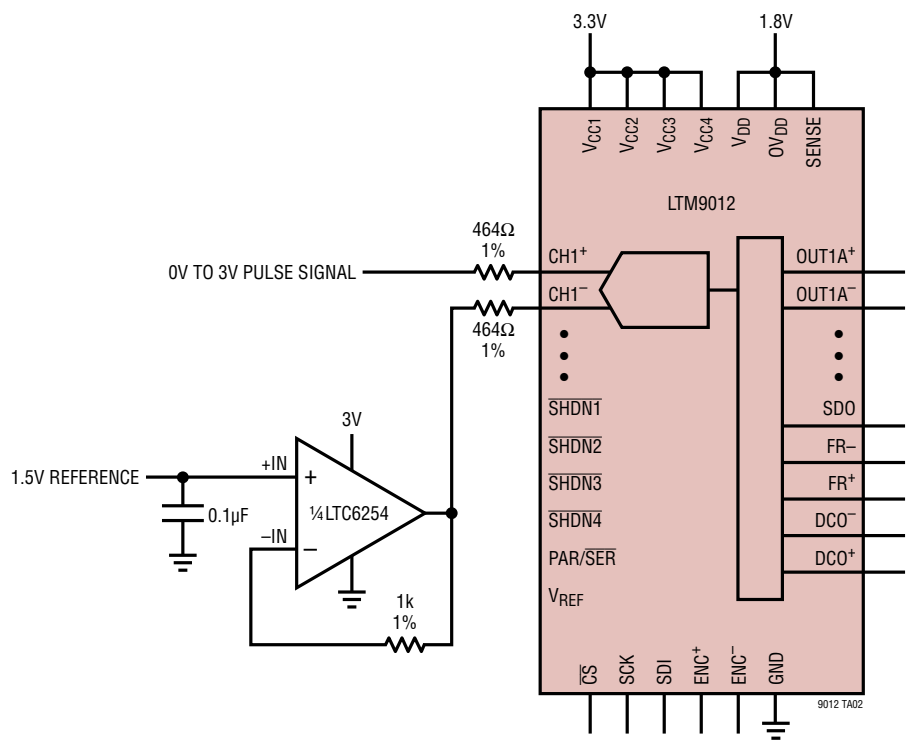 3.3V
1.8V
VCC1
VCC2
VCC3
VCC4
VDD
OVDD
SENSE
LTM9012
464Ω
1%
0V TO 3V PULSE SIGNAL
CH1+
OUT1A+
CH1−
OUT1A−
464Ω
1%
SHDN1
SDO
SHDN2
FR−
3V
SHDN3
FR+
1.5V REFERENCE
+IN
+
¼LTC6254
SHDN4
DCO−
0.1µF
−IN
−
PAR/SER
DCO+
VREF
1k
1%
CS
SCK
SDI
ENC+
ENC−
GND
9012 TA02